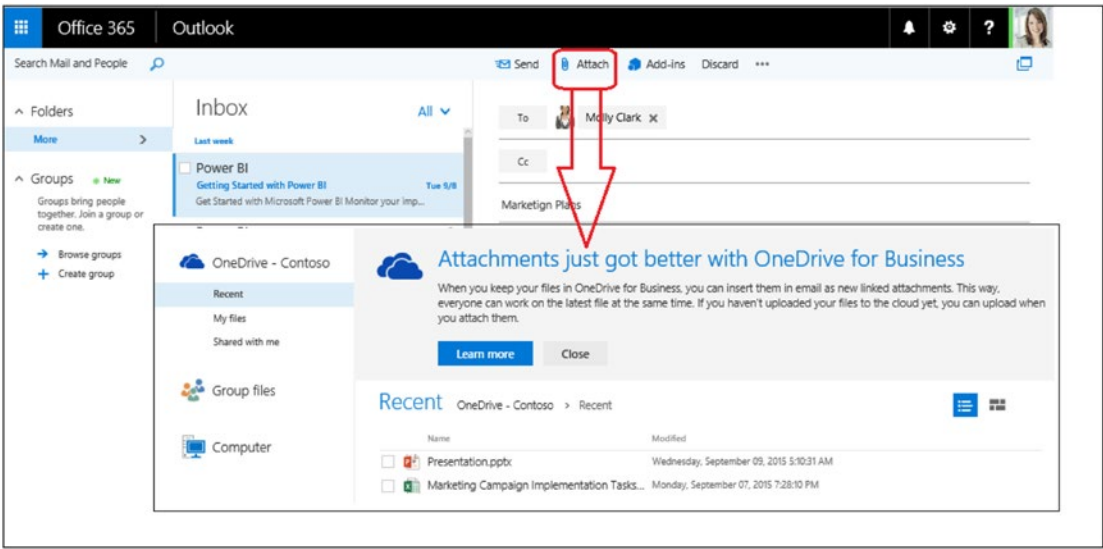 Office 365
Outlook
?
Search Mail and People
Send
Attach
Add-ins
Discard
...
Folders
More
Groups
New
Groups bring people
together. Join a group or
create one.
Browse groups
Create group
Inbox
All
Last week
Power BI
Getting Started with Power BI
Tue 9/8
Get Started with Microsoft Power BI Monitor your imp...
To
Molly Clark x
Cc
Marketign Plans
OneDrive - Contoso
Recent
My files
Shared with me
Group files
Computer
Attachments just got better with OneDrive for Business
When you keep your files in OneDrive for Business, you can insert them in email as new linked attachments. This way,
everyone can work on the latest file at the same time. If you haven't uploaded your files to the cloud yet, you can upload when
you attach them.
Learn more
Close
Recent OneDrive - Contoso > Recent
Name
Modified
Presentation.pptx
Wednesday, September 09, 2015 5:10:31 AM
Marketing Campaign Implementation Tasks...
Monday, September 07, 2015 7:28:10 PM